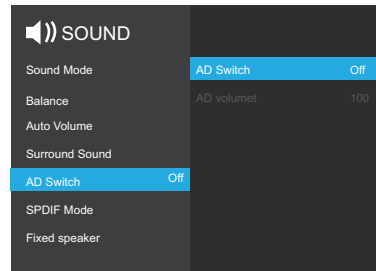 SOUND
Sound Mode
AD Switch Off
Balance
AD volumet 100
Auto Volume
Surround Sound
AD Switch Off
SPDIF Mode
Fixed speaker